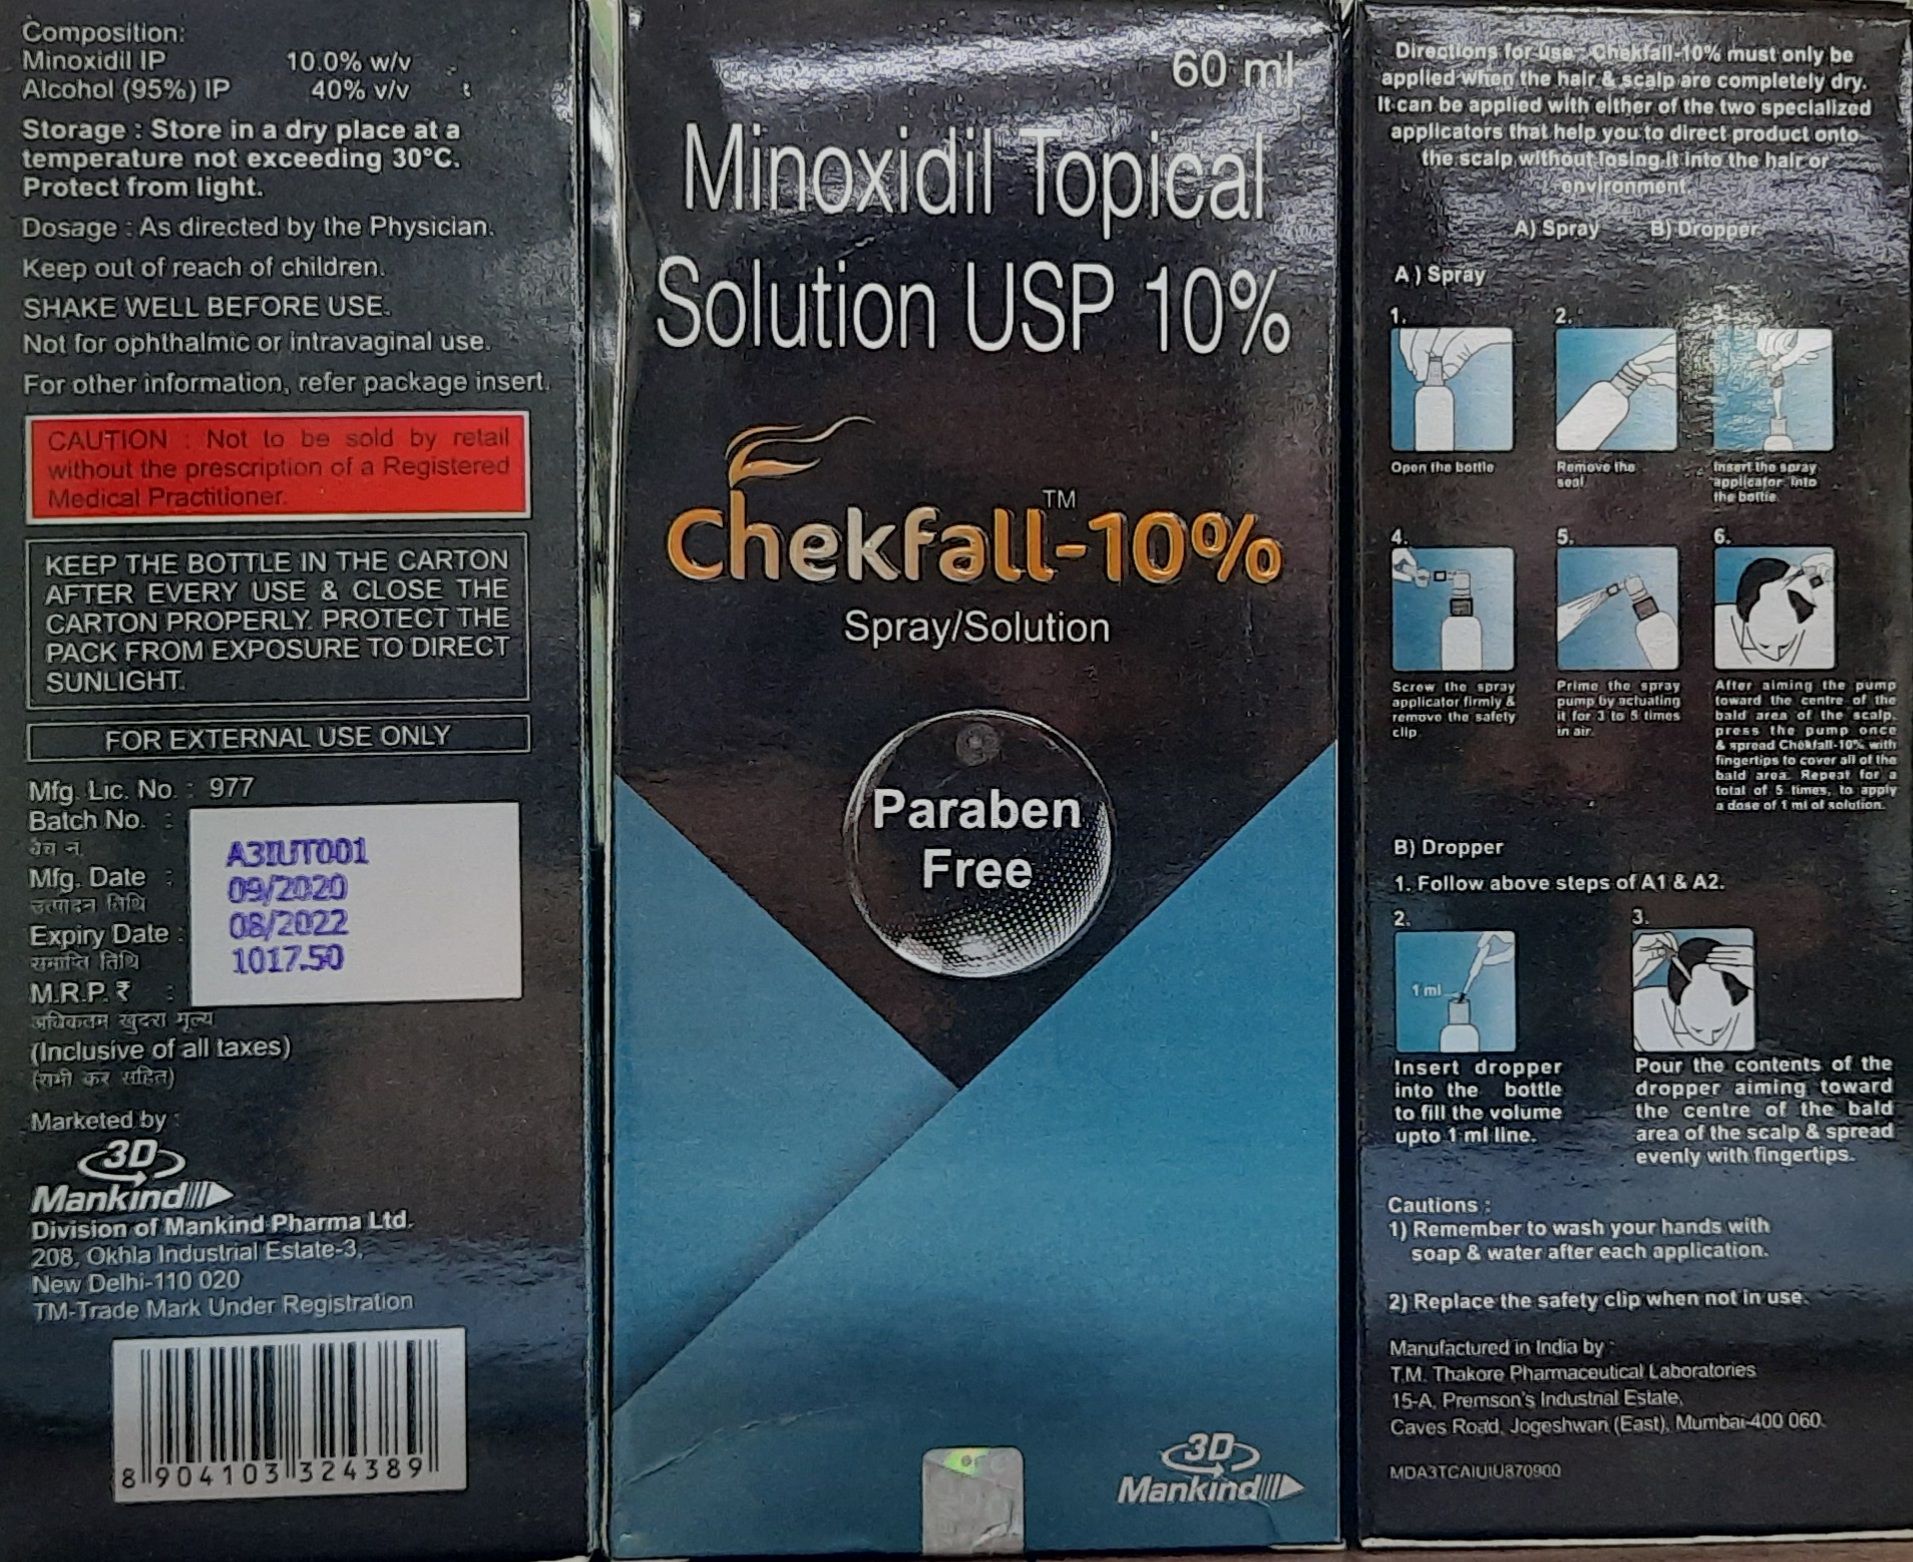 Composition:
Minoxidil IP 10.0% w/v
Alcohol (95%) IP 40% v/v
Storage : Store in a dry place at a
temperature not exceeding 30°C.
Protect from light.
Dosage : As directed by the Physician.
Keep out of reach of children.
SHAKE WELL BEFORE USE.
Not for ophthalmic or intravaginal use.
For other information, refer package insert.
CAUTION : Not to be sold by retail
without the prescription of a Registered
Medical Practitioner.
KEEP THE BOTTLE IN THE CARTON
AFTER EVERY USE & CLOSE THE
CARTON PROPERLY. PROTECT THE
PACK FROM EXPOSURE TO DIRECT
SUNLIGHT.
FOR EXTERNAL USE ONLY
Mfg. Lic. No. : 977
Batch No. : A3IUT001
बैच नं.
Mfg. Date : 09/2020
उत्पादन तिथि
Expiry Date : 08/2022
समाप्ति तिथि
M.R.P. ₹ : 1017.50
अधिकतम खुदरा मूल्य
(Inclusive of all taxes)
(सभी कर सहित)
Marketed by :
3D
Mankind
Division of Mankind Pharma Ltd.
208, Okhla Industrial Estate-3,
New Delhi-110 020
TM-Trade Mark Under Registration
8 904103 324389
60 ml
Minoxidil Topical
Solution USP 10%
Chekfall-10%
TM
Spray/Solution
Paraben
Free
3D
Mankind
Directions for use : Chekfall-10% must only be
applied when the hair & scalp are completely dry.
It can be applied with either of the two specialized
applicators that help you to direct product onto
the scalp without losing it into the hair or
environment.
A) Spray B) Dropper
A ) Spray
1. 2. 3.
Open the bottle
Remove the
seal
Insert the spray
applicator into
the bottle
4. 5. 6.
Screw the spray
applicator firmly &
remove the safety
clip
Prime the spray
pump by actuating
it for 3 to 5 times
in air.
After aiming the pump
toward the centre of the
bald area of the scalp,
press the pump once
& spread Chekfall-10% with
fingertips to cover all of the
bald area. Repeat for a
total of 5 times, to apply
a dose of 1 ml of solution.
B) Dropper
1. Follow above steps of A1 & A2.
2. 3.
1 ml
Insert dropper
into the bottle
to fill the volume
upto 1 ml line.
Pour the contents of the
dropper aiming toward
the centre of the bald
area of the scalp & spread
evenly with fingertips.
Cautions :
1) Remember to wash your hands with
soap & water after each application.
2) Replace the safety clip when not in use.
Manufactured in India by :
T.M. Thakore Pharmaceutical Laboratories
15-A, Premson's Industrial Estate,
Caves Road, Jogeshwari (East), Mumbai-400 060.
MDA3TCAIUIU870900